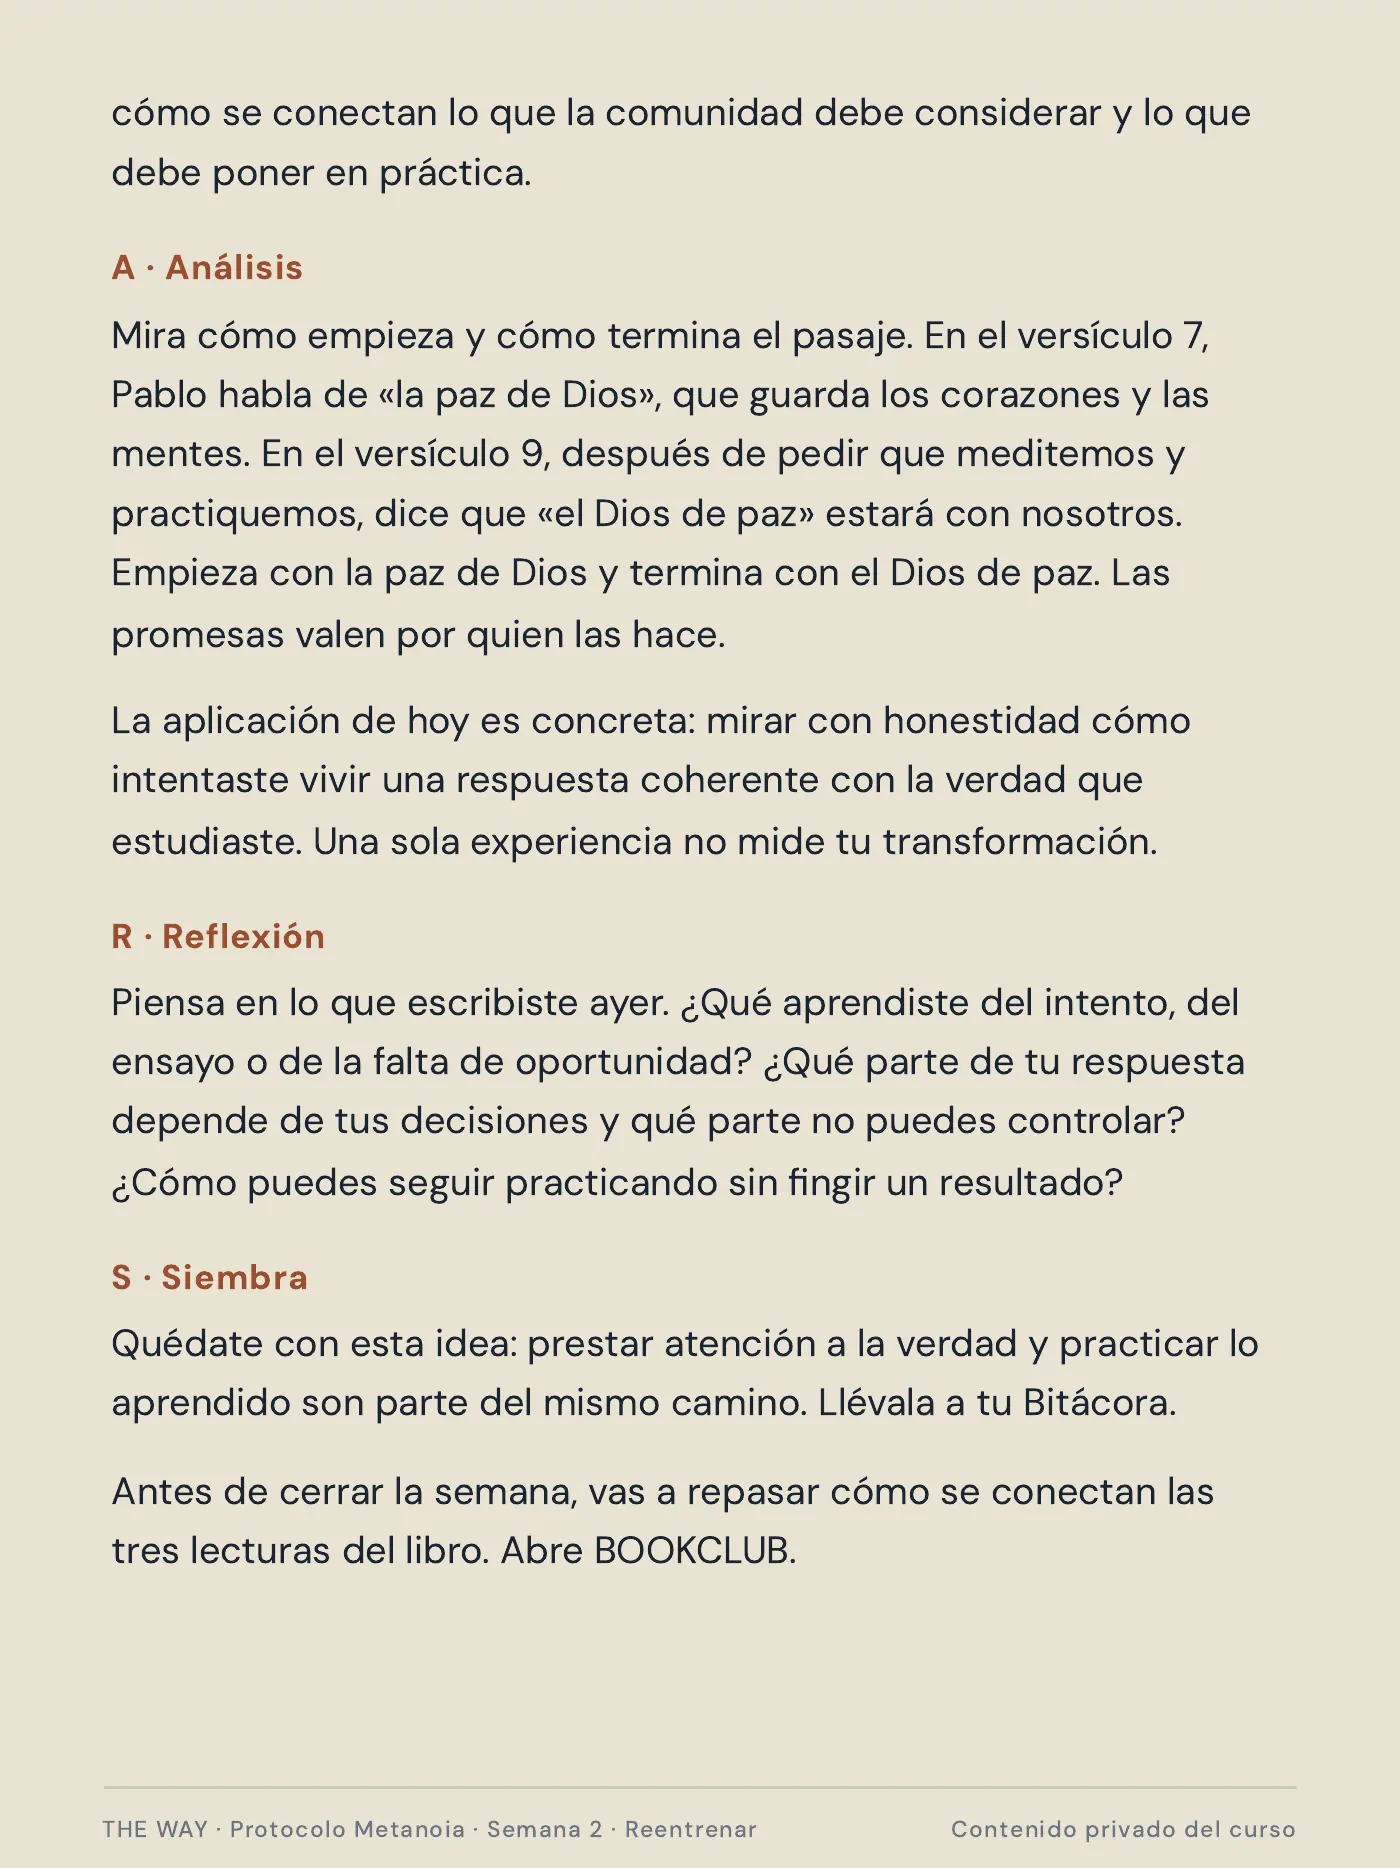 cómo se conectan lo que la comunidad debe considerar y lo que
debe poner en práctica.
A · Análisis
Mira cómo empieza y cómo termina el pasaje. En el versículo 7,
Pablo habla de «la paz de Dios», que guarda los corazones y las
mentes. En el versículo 9, después de pedir que meditemos y
practiquemos, dice que «el Dios de paz» estará con nosotros.
Empieza con la paz de Dios y termina con el Dios de paz. Las
promesas valen por quien las hace.
La aplicación de hoy es concreta: mirar con honestidad cómo
intentaste vivir una respuesta coherente con la verdad que
estudiaste. Una sola experiencia no mide tu transformación.
R · Reflexión
Piensa en lo que escribiste ayer. ¿Qué aprendiste del intento, del
ensayo o de la falta de oportunidad? ¿Qué parte de tu respuesta
depende de tus decisiones y qué parte no puedes controlar?
¿Cómo puedes seguir practicando sin fingir un resultado?
S · Siembra
Quédate con esta idea: prestar atención a la verdad y practicar lo
aprendido son parte del mismo camino. Llévala a tu Bitácora.
Antes de cerrar la semana, vas a repasar cómo se conectan las
tres lecturas del libro. Abre BOOKCLUB.
THE WAY · Protocolo Metanoia · Semana 2 · Reentrenar
Contenido privado del curso